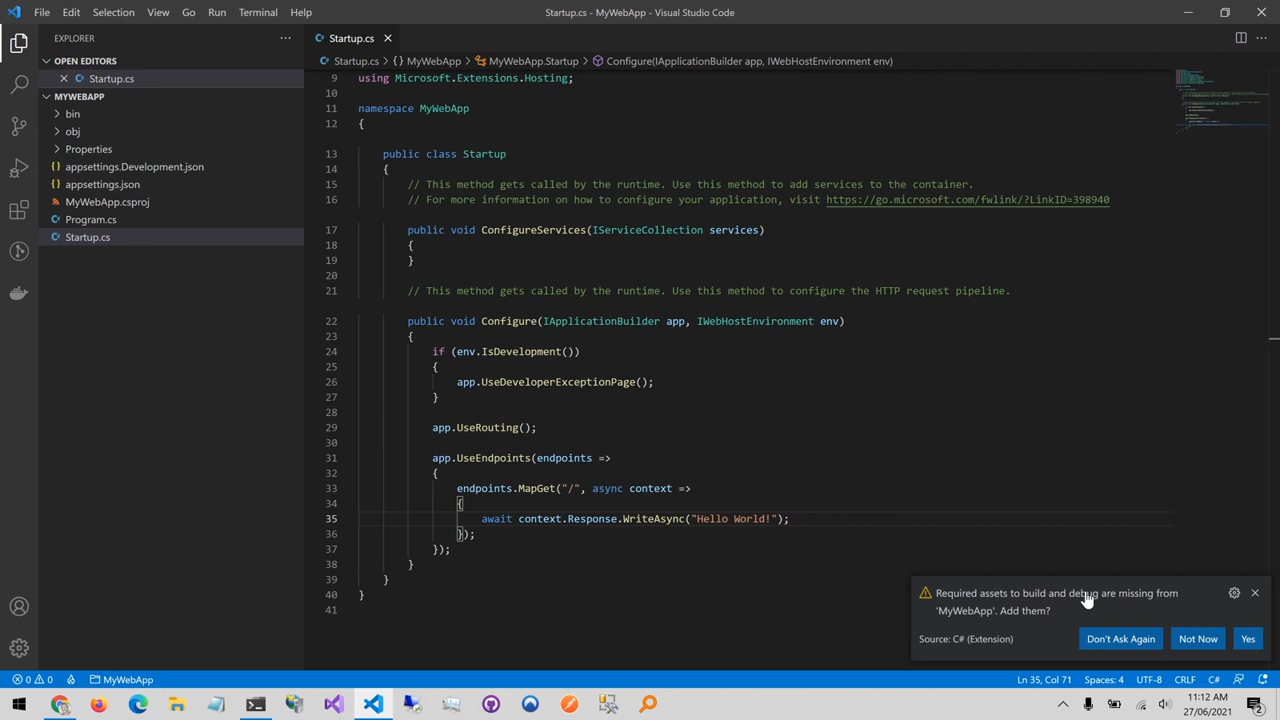 File Edit Selection View Go Run Terminal Help
Startup.cs - MyWebApp - Visual Studio Code
EXPLORER
OPEN EDITORS
Startup.cs
MYWEBAPP
bin
obj
Properties
appsettings.Development.json
appsettings.json
MyWebApp.csproj
Program.cs
Startup.cs
Startup.cs
Startup.cs > { } MyWebApp > MyWebApp.Startup > Configure(IApplicationBuilder app, IWebHostEnvironment env)
9 using Microsoft.Extensions.Hosting;
10
11 namespace MyWebApp
12 {
13 public class Startup
14 {
15 // This method gets called by the runtime. Use this method to add services to the container.
16 // For more information on how to configure your application, visit https://go.microsoft.com/fwlink/?LinkID=398940
17 public void ConfigureServices(IServiceCollection services)
18 {
19 }
20
21 // This method gets called by the runtime. Use this method to configure the HTTP request pipeline.
22 public void Configure(IApplicationBuilder app, IWebHostEnvironment env)
23 {
24 if (env.IsDevelopment())
25 {
26 app.UseDeveloperExceptionPage();
27 }
28
29 app.UseRouting();
30
31 app.UseEndpoints(endpoints =>
32 {
33 endpoints.MapGet("/", async context =>
34 {
35 await context.Response.WriteAsync("Hello World!");
36 });
37 });
38 }
39 }
40 }
41
Required assets to build and debug are missing from
'MyWebApp'. Add them?
Source: C# (Extension)
Don't Ask Again Not Now Yes
0 0 MyWebApp
Ln 35, Col 71 Spaces: 4 UTF-8 CRLF C#
11:12 AM
27/06/2021
2